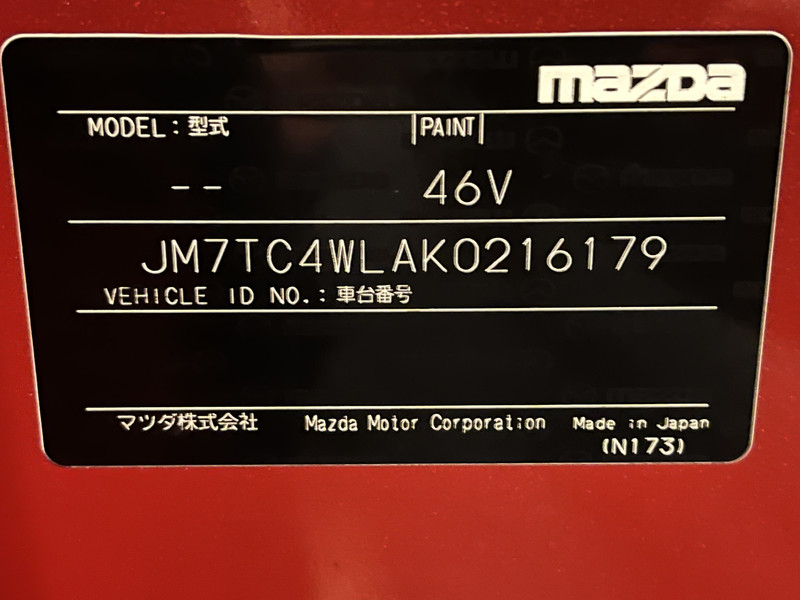 mazda
MODEL : 型式 |PAINT|
-- 46V
JM7TC4WLAK0216179
VEHICLE ID NO. : 車台番号
マツダ株式会社 Mazda Motor Corporation Made in Japan
(N173)